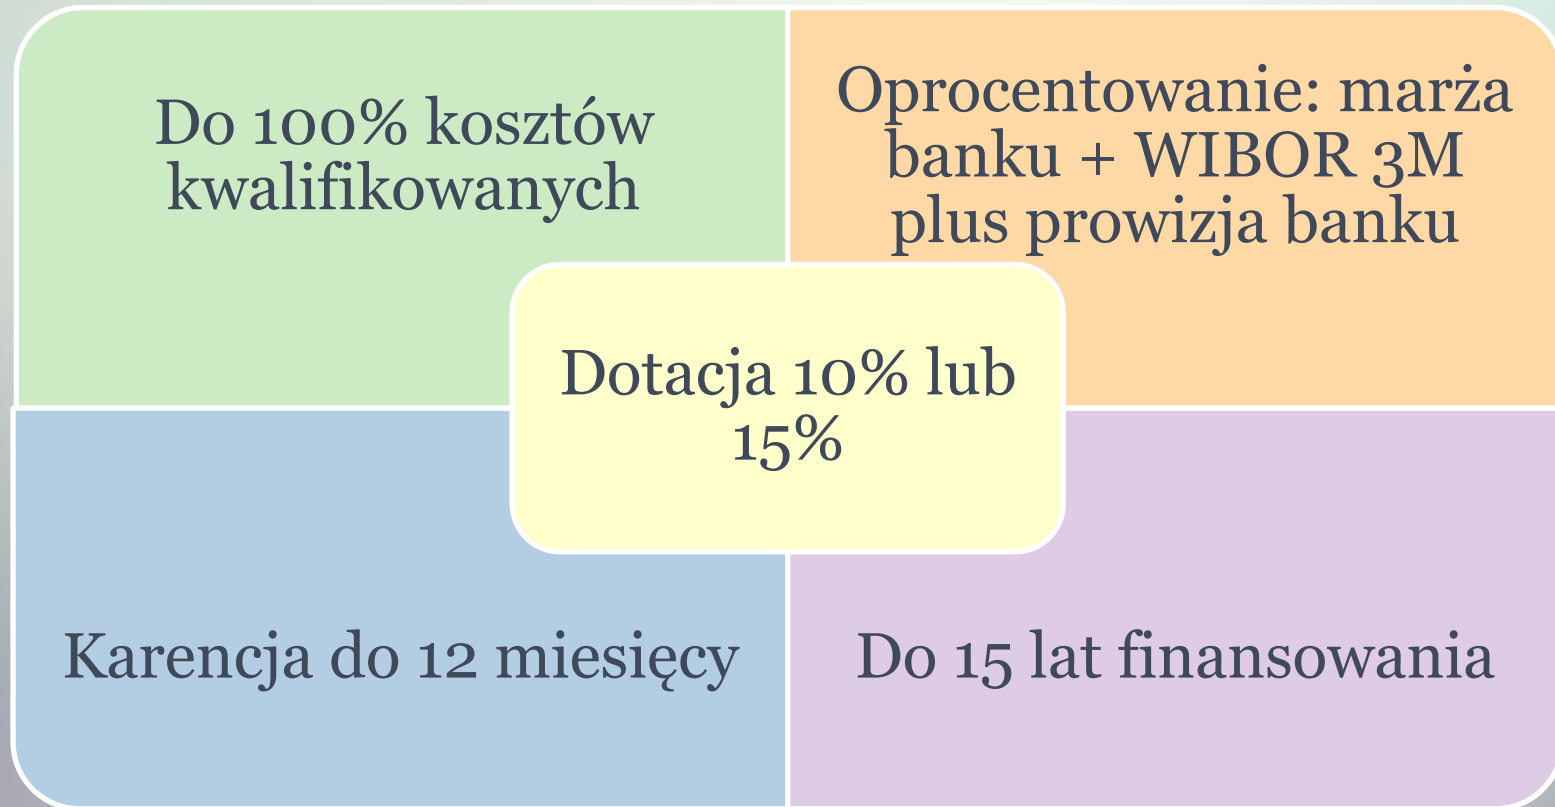 Do 100% kosztów
kwalifikowanych
Oprocentowanie: marża
banku + WIBOR 3M
plus prowizja banku
Dotacja 10% lub
15%
Karencja do 12 miesięcy
Do 15 lat finansowania